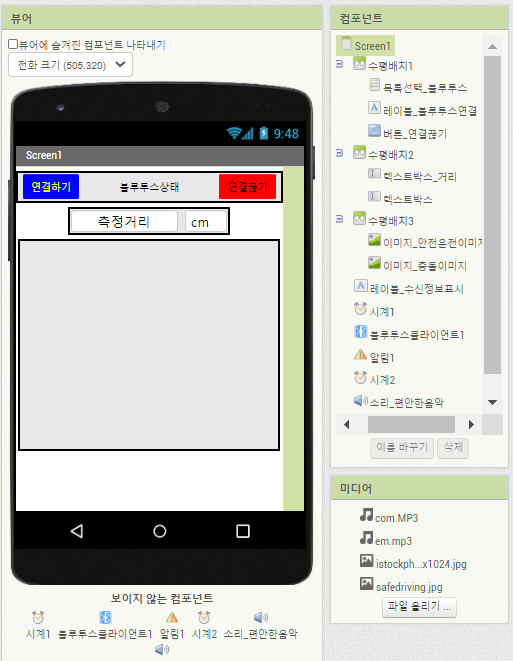 뷰어
뷰어에 숨겨진 컴포넌트 나타내기
전화 크기 (505,320)
9:48
Screen1
연결하기 블루투스상태 연결끊기
측정거리 cm
보이지 않는 컴포넌트
시계1 블루투스클라이언트1 알림1 시계2 소리_편안한음악
컴포넌트
Screen1
수평배치1
목록선택_블루투스
레이블_블루투스연결
버튼_연결끊기
수평배치2
텍스트박스_거리
텍스트박스
수평배치3
이미지_안전운전이미지
이미지_충돌이미지
레이블_수신정보표시
시계1
블루투스클라이언트1
알림1
시계2
소리_편안한음악
이름 바꾸기 삭제
미디어
com.MP3
em.mp3
istockph...x1024.jpg
safedriving.jpg
파일 올리기 ...